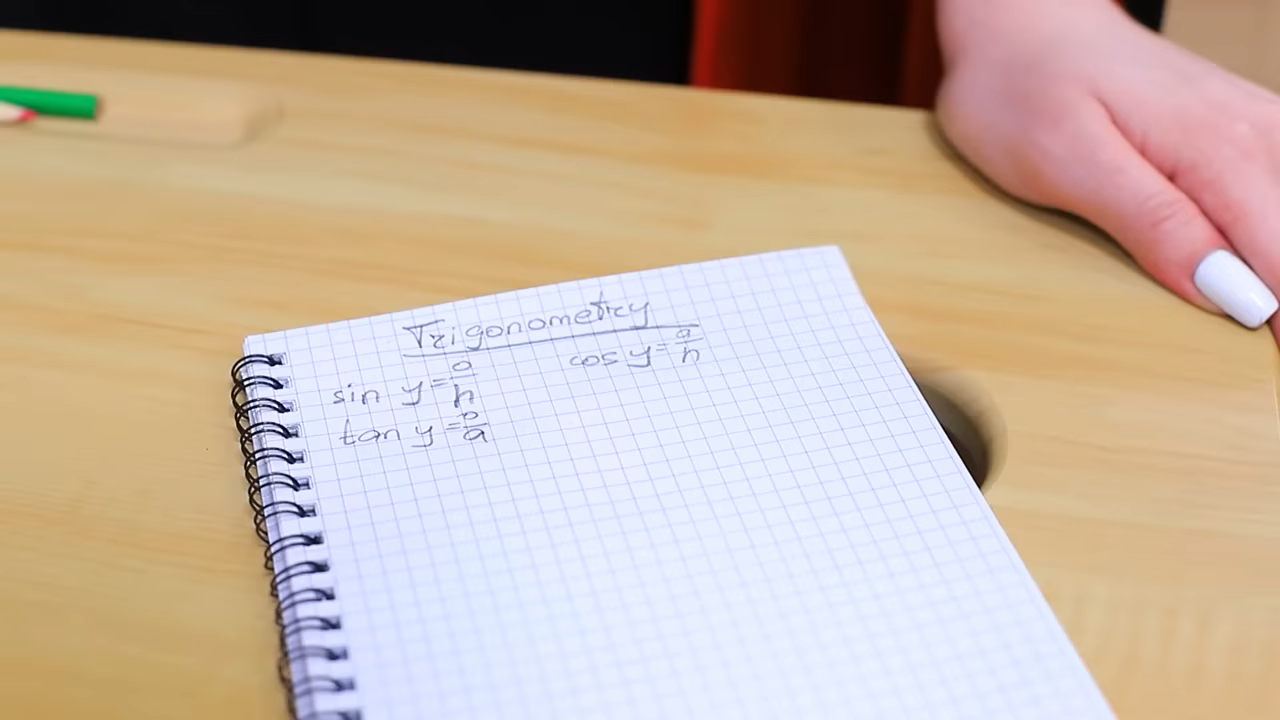 Trigonometry
sin y = o/h cos y = a/h
tan y = o/a